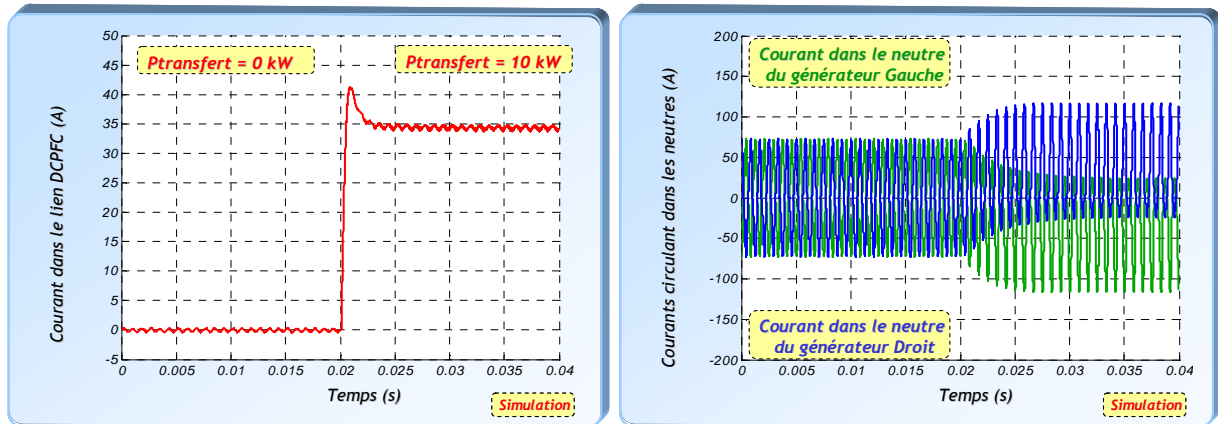 50
45
40
35
30
25
20
15
10
5
0
-5
Courant dans le lien DCPFC (A)
Ptransfert = 0 kW
Ptransfert = 10 kW
0 0.005 0.01 0.015 0.02 0.025 0.03 0.035 0.04
Temps (s)
Simulation
200
150
100
50
0
-50
-100
-150
-200
Courants circulant dans les neutres (A)
Courant dans le neutre
du générateur Gauche
Courant dans le neutre
du générateur Droit
0 0.005 0.01 0.015 0.02 0.025 0.03 0.035 0.04
Temps (s)
Simulation